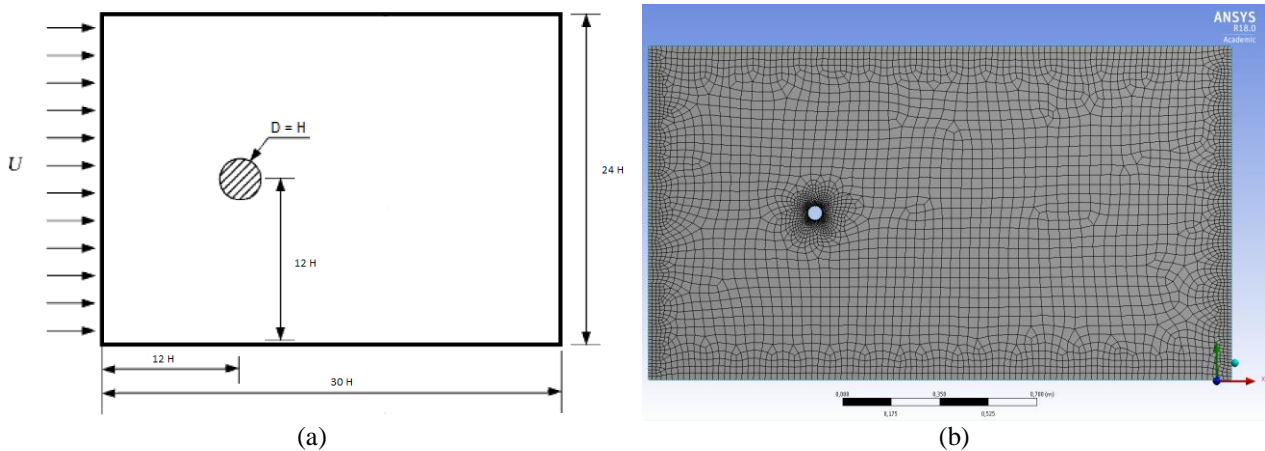 U
D = H
24 H
12 H
12 H
30 H
(a)
ANSYS
R18.0
Academic
0,000 0,350 0,700 (m)
0,175 0,525
X
(b)